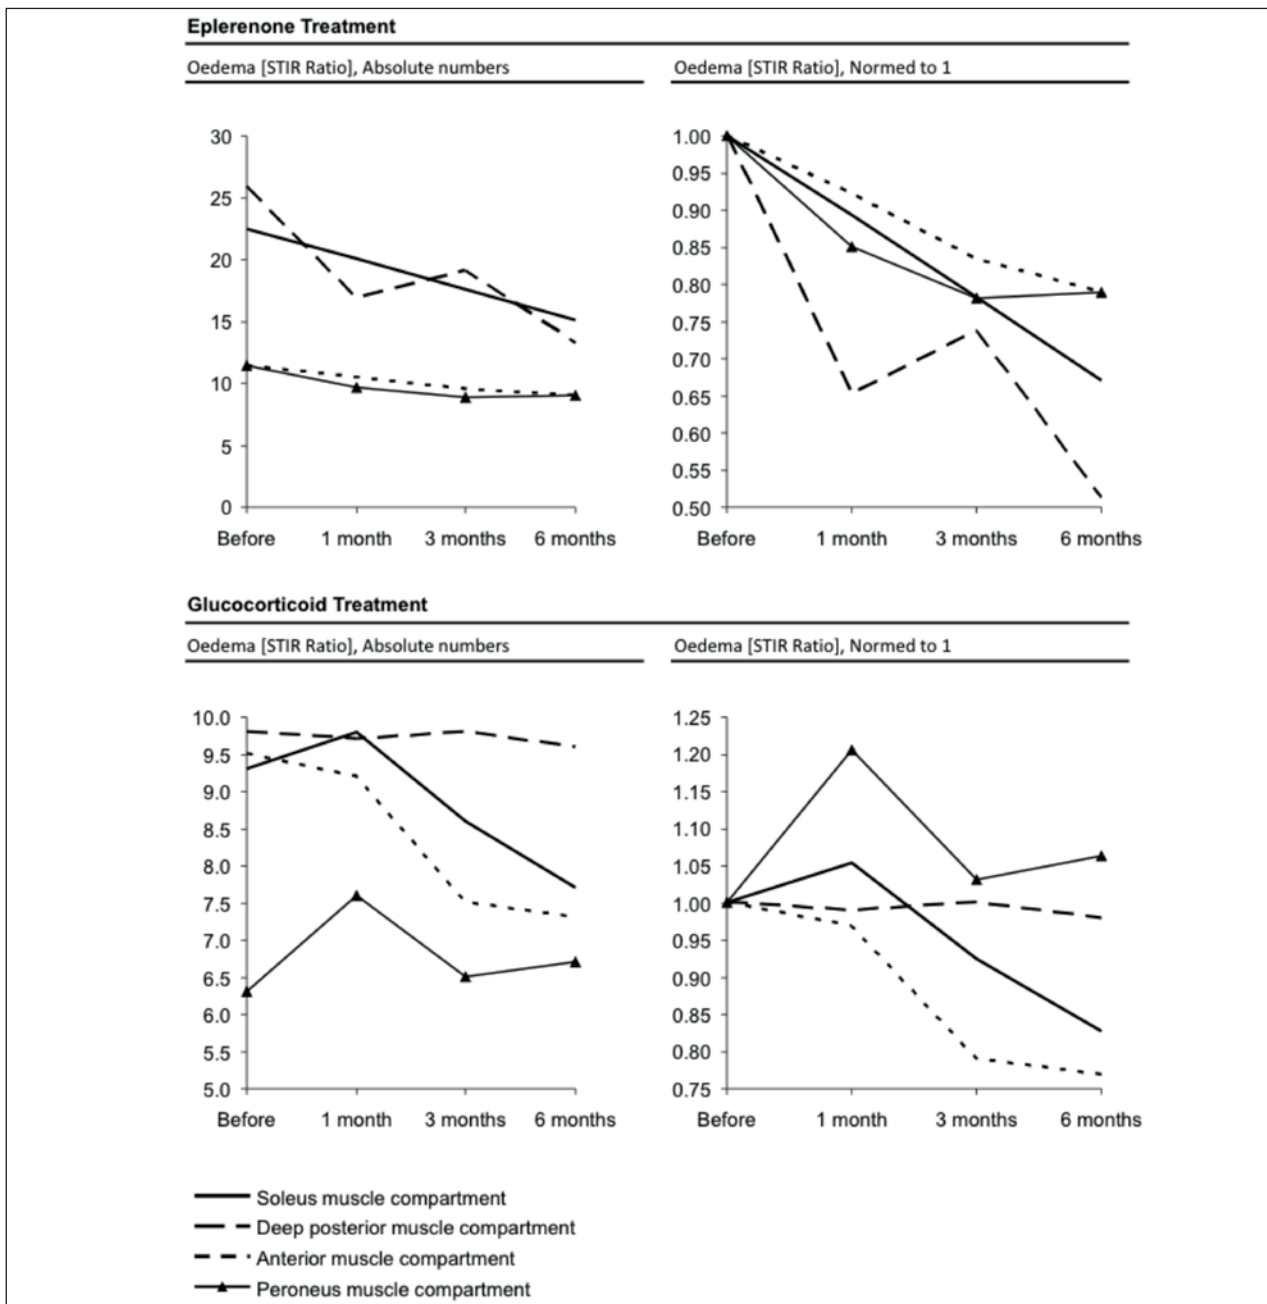 Eplerenone Treatment
Oedema [STIR Ratio], Absolute numbers
30
25
20
15
10
5
0
Before 1 month 3 months 6 months
Oedema [STIR Ratio], Normed to 1
1.00
0.95
0.90
0.85
0.80
0.75
0.70
0.65
0.60
0.55
0.50
Before 1 month 3 months 6 months
Glucocorticoid Treatment
Oedema [STIR Ratio], Absolute numbers
10.0
9.5
9.0
8.5
8.0
7.5
7.0
6.5
6.0
5.5
5.0
Before 1 month 3 months 6 months
Oedema [STIR Ratio], Normed to 1
1.25
1.20
1.15
1.10
1.05
1.00
0.95
0.90
0.85
0.80
0.75
Before 1 month 3 months 6 months
Soleus muscle compartment
Deep posterior muscle compartment
Anterior muscle compartment
Peroneus muscle compartment